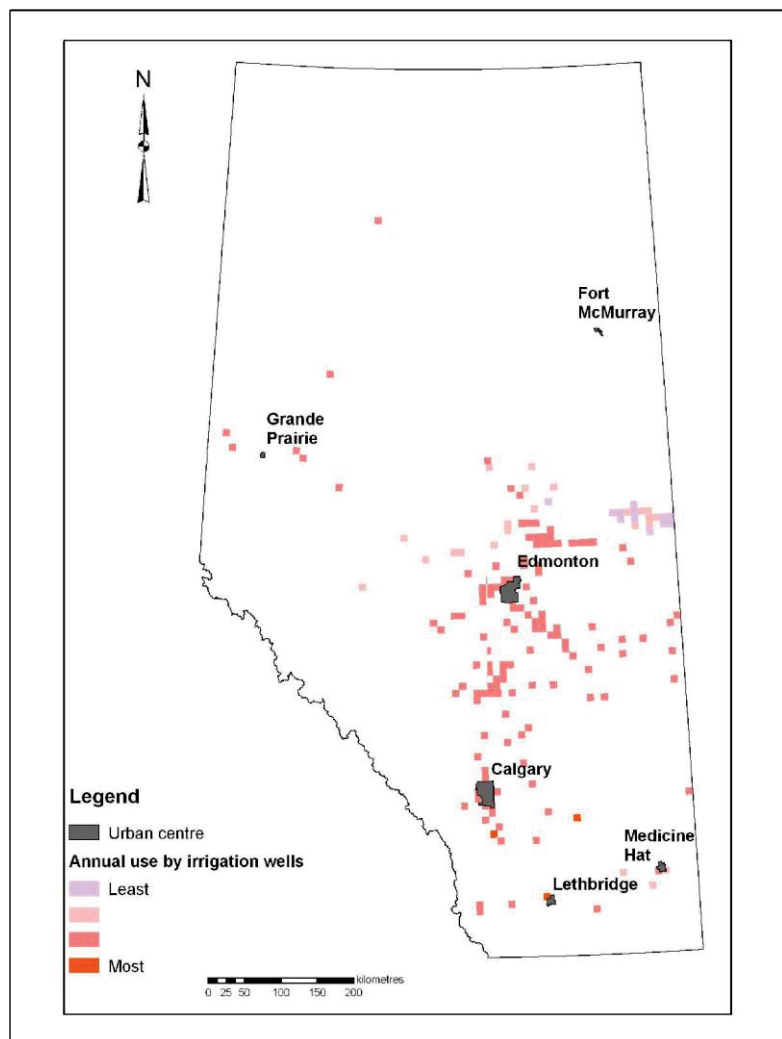 N
Fort
McMurray
Grande
Prairie
Edmonton
Calgary
Legend
Urban centre
Medicine
Hat
Annual use by irrigation wells
Least
Lethbridge
Most
kilometres
0 25 50 100 150 200